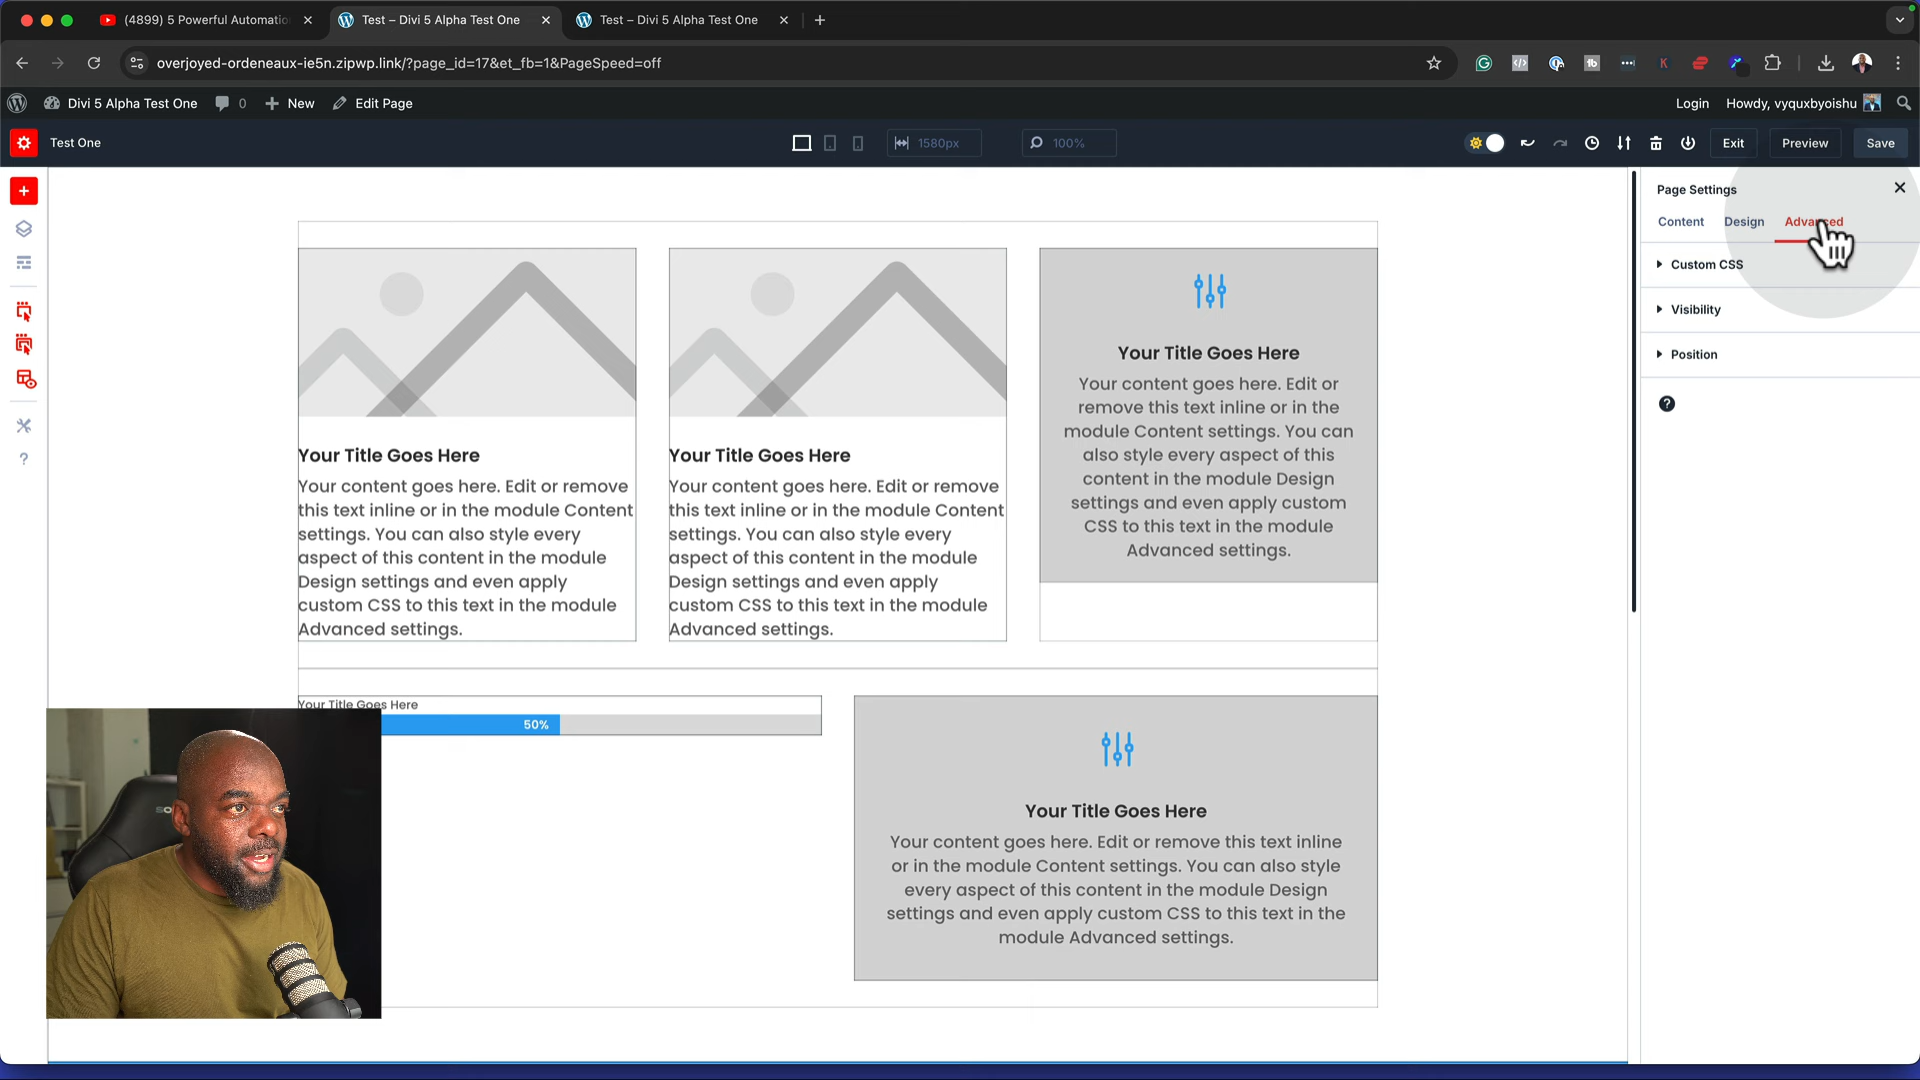 (4899) 5 Powerful Automatio
Test – Divi 5 Alpha Test One
Test – Divi 5 Alpha Test One
overjoyed-ordeneaux-ie5n.zipwp.link/?page_id=17&et_fb=1&PageSpeed=off
Divi 5 Alpha Test One
0
New
Edit Page
Login
Howdy, vyquxbyoishu
Test One
1580px
100%
Exit
Preview
Save
Page Settings
Content
Design
Advanced
Custom CSS
Visibility
Position
Your Title Goes Here
Your content goes here. Edit or remove
this text inline or in the module Content
settings. You can also style every
aspect of this content in the module
Design settings and even apply
custom CSS to this text in the module
Advanced settings.
Your Title Goes Here
Your content goes here. Edit or remove
this text inline or in the module Content
settings. You can also style every
aspect of this content in the module
Design settings and even apply
custom CSS to this text in the module
Advanced settings.
Your Title Goes Here
Your content goes here. Edit or
remove this text inline or in the
module Content settings. You can
also style every aspect of this
content in the module Design
settings and even apply custom
CSS to this text in the module
Advanced settings.
Your Title Goes Here
50%
Your Title Goes Here
Your content goes here. Edit or remove this text inline
or in the module Content settings. You can also style
every aspect of this content in the module Design
settings and even apply custom CSS to this text in the
module Advanced settings.